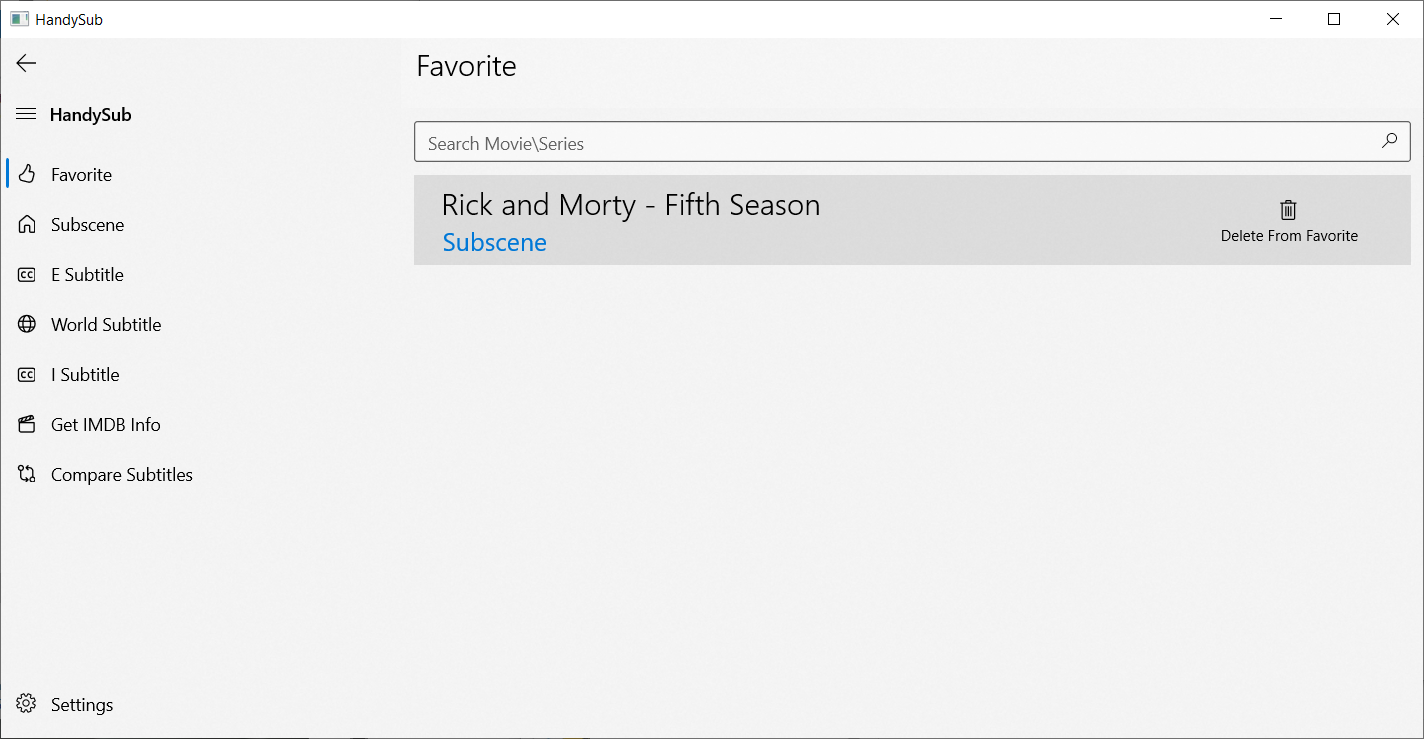 HandySub
Favorite
HandySub
Search Movie\Series
Favorite
Rick and Morty - Fifth Season
Subscene
Delete From Favorite
Subscene
E Subtitle
World Subtitle
I Subtitle
Get IMDB Info
Compare Subtitles
Settings